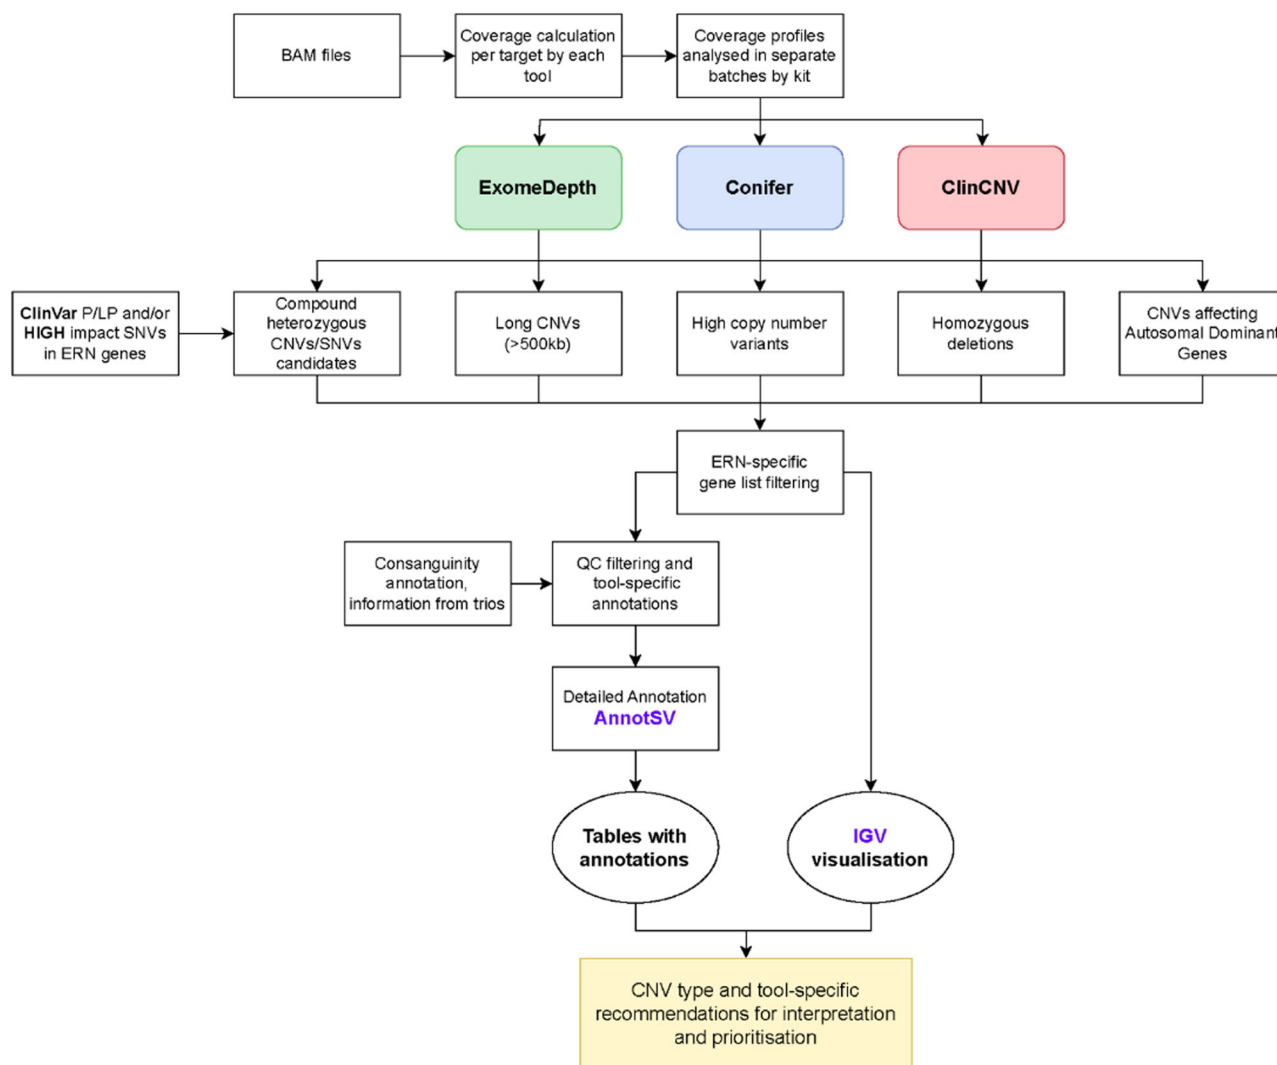 BAM files
Coverage calculation
per target by each
tool
Coverage profiles
analysed in separate
batches by kit
ExomeDepth
Conifer
ClinCNV
ClinVar P/LP and/or
HIGH impact SNVs
in ERN genes
Compound
heterozygous
CNVs/SNVs
candidates
Long CNVs
(>500kb)
High copy number
variants
Homozygous
deletions
CNVs affecting
Autosomal Dominant
Genes
ERN-specific
gene list filtering
Consanguinity
annotation,
information from trios
QC filtering and
tool-specific
annotations
Detailed Annotation
AnnotSV
Tables with
annotations
IGV
visualisation
CNV type and tool-specific
recommendations for interpretation
and prioritisation